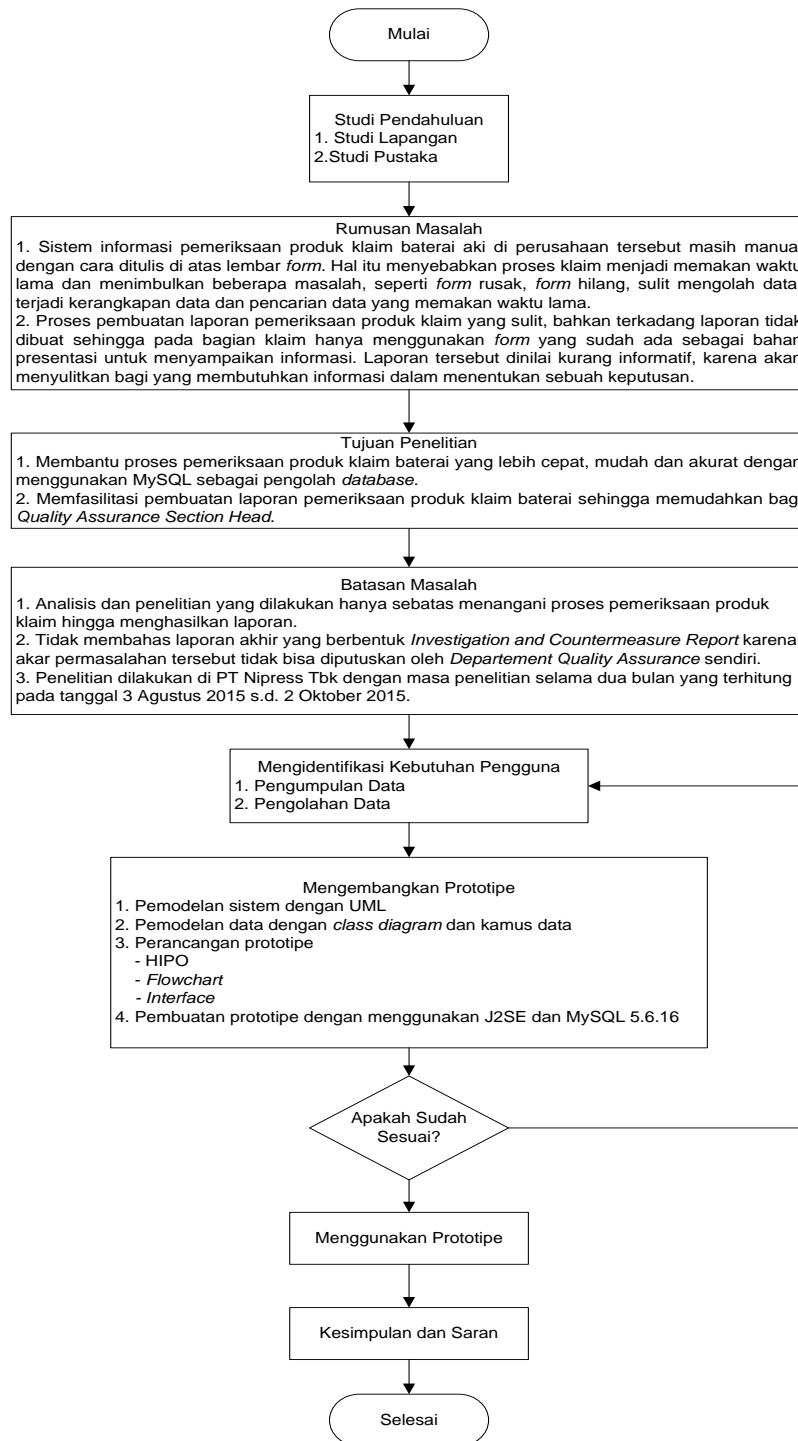 Mulai
Studi Pendahuluan
1. Studi Lapangan
2.Studi Pustaka
Rumusan Masalah
1. Sistem informasi pemeriksaan produk klaim baterai aki di perusahaan tersebut masih manua
dengan cara ditulis di atas lembar form. Hal itu menyebabkan proses klaim menjadi memakan waktu
lama dan menimbulkan beberapa masalah, seperti form rusak, form hilang, sulit mengolah data
terjadi kerangkapan data dan pencarian data yang memakan waktu lama.
2. Proses pembuatan laporan pemeriksaan produk klaim yang sulit, bahkan terkadang laporan tidak
dibuat sehingga pada bagian klaim hanya menggunakan form yang sudah ada sebagai bahan
presentasi untuk menyampaikan informasi. Laporan tersebut dinilai kurang informatif, karena akan
menyulitkan bagi yang membutuhkan informasi dalam menentukan sebuah keputusan.
Tujuan Penelitian
1. Membantu proses pemeriksaan produk klaim baterai yang lebih cepat, mudah dan akurat dengan
menggunakan MySQL sebagai pengolah database.
2. Memfasilitasi pembuatan laporan pemeriksaan produk klaim baterai sehingga memudahkan bag
Quality Assurance Section Head.
Batasan Masalah
1. Analisis dan penelitian yang dilakukan hanya sebatas menangani proses pemeriksaan produk
klaim hingga menghasilkan laporan.
2. Tidak membahas laporan akhir yang berbentuk Investigation and Countermeasure Report karena
akar permasalahan tersebut tidak bisa diputuskan oleh Departement Quality Assurance sendiri.
3. Penelitian dilakukan di PT Nipress Tbk dengan masa penelitian selama dua bulan yang terhitung
pada tanggal 3 Agustus 2015 s.d. 2 Oktober 2015.
Mengidentifikasi Kebutuhan Pengguna
1. Pengumpulan Data
2. Pengolahan Data
Mengembangkan Prototipe
1. Pemodelan sistem dengan UML
2. Pemodelan data dengan class diagram dan kamus data
3. Perancangan prototipe
- HIPO
- Flowchart
- Interface
4. Pembuatan prototipe dengan menggunakan J2SE dan MySQL 5.6.16
Apakah Sudah
Sesuai?
Menggunakan Prototipe
Kesimpulan dan Saran
Selesai